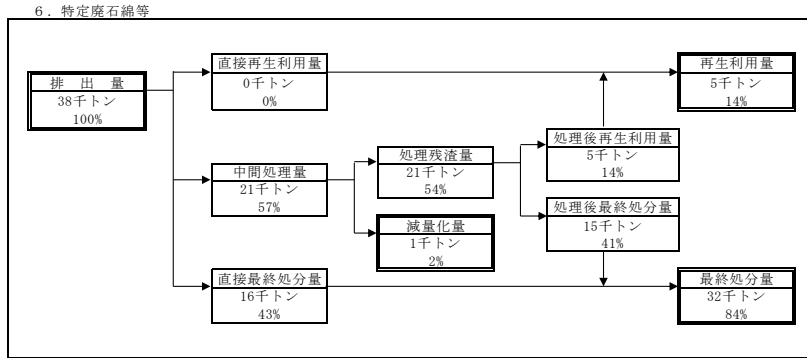 ６．特定廃石綿等
排出量
38千トン
100%
直接再生利用量
0千トン
0%
中間処理量
21千トン
57%
直接最終処分量
16千トン
43%
処理残渣量
21千トン
54%
減量化量
1千トン
2%
処理後再生利用量
5千トン
14%
処理後最終処分量
15千トン
41%
再生利用量
5千トン
14%
最終処分量
32千トン
84%